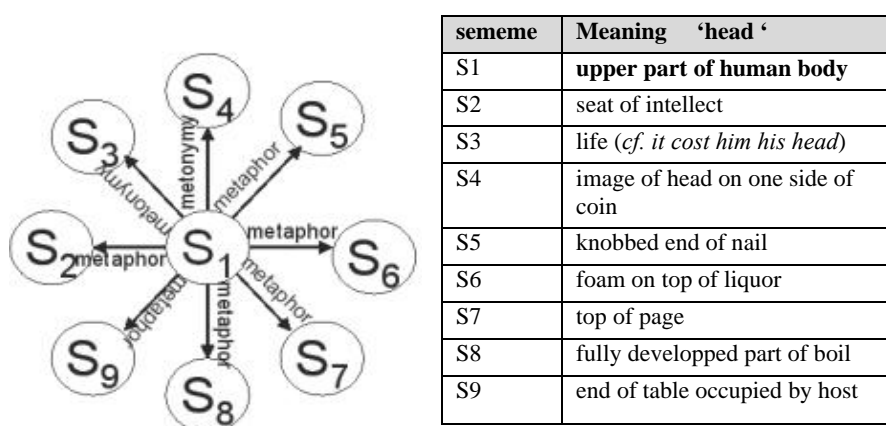 S4
S3
S5
metonymy
metonymy
metaphor
S2
metaphor
S1
metaphor
S6
metaphor
metaphor
metaphor
S9
S8
S7
sememe Meaning ‘head ‘
S1 upper part of human body
S2 seat of intellect
S3 life (cf. it cost him his head)
S4 image of head on one side of
coin
S5 knobbed end of nail
S6 foam on top of liquor
S7 top of page
S8 fully developped part of boil
S9 end of table occupied by host